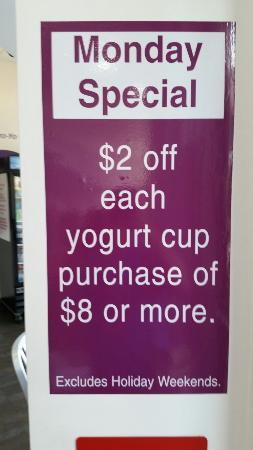 Monday
Special
$2 off
each
yogurt cup
purchase of
$8 or more.
Excludes Holiday Weekends.